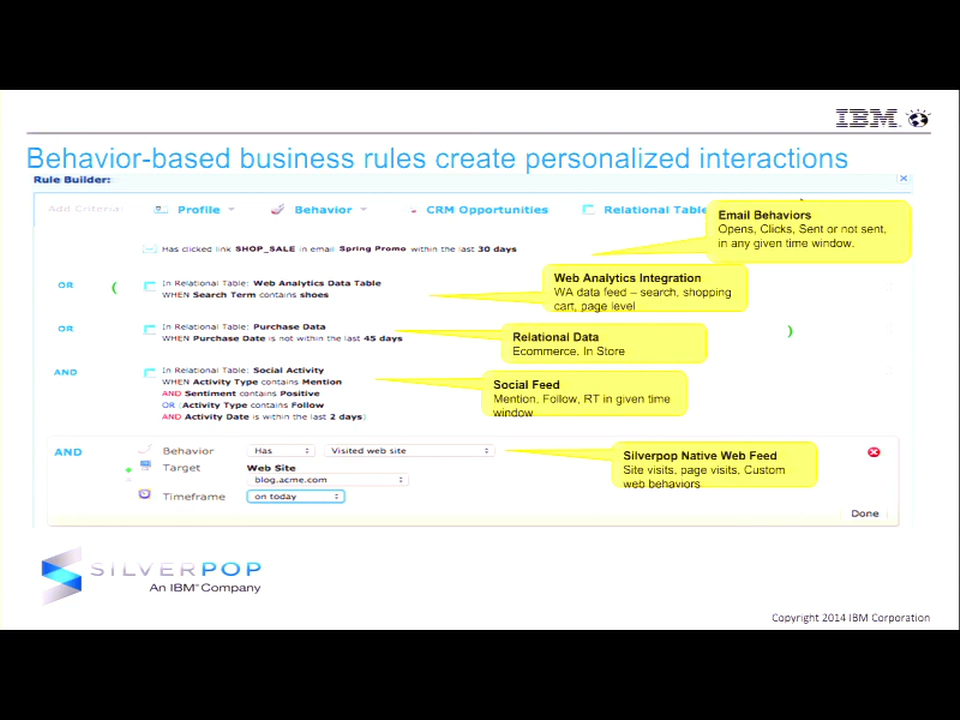 IBM
Behavior-based business rules create personalized interactions
Rule Builder:
Add Criteria: Profile Behavior CRM Opportunities Relational Table
Email Behaviors
Opens, Clicks, Sent or not sent,
in any given time window.
Has clicked link SHOP_SALE in email Spring Promo within the last 30 days
OR ( In Relational Table: Web Analytics Data Table
WHEN Search Term contains shoes
Web Analytics Integration
WA data feed – search, shopping
cart, page level
OR In Relational Table: Purchase Data )
WHEN Purchase Date is not within the last 45 days
Relational Data
Ecommerce, In Store
AND In Relational Table: Social Activity
WHEN Activity Type contains Mention
AND Sentiment contains Positive
OR (Activity Type contains Follow
AND Activity Date is within the last 2 days)
Social Feed
Mention, Follow, RT in given time
window
AND Behavior Has Visited web site
Target Web Site
blog.acme.com
Timeframe on today
Silverpop Native Web Feed
Site visits, page visits, Custom
web behaviors
Done
SILVERPOP
An IBM® Company
Copyright 2014 IBM Corporation